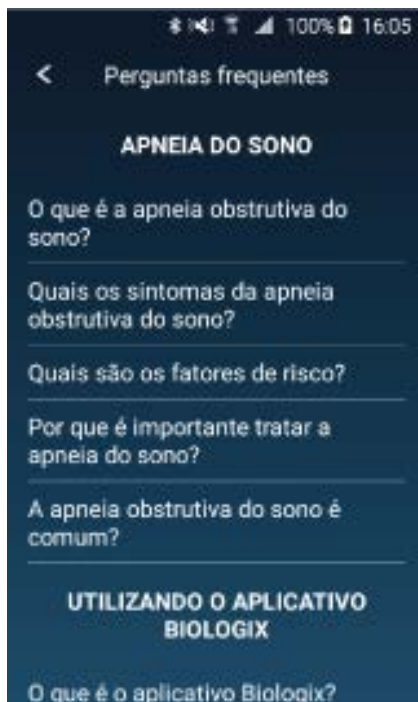 100% 16:05
< Perguntas frequentes
APNEIA DO SONO
O que é a apneia obstrutiva do
sono?
Quais os sintomas da apneia
obstrutiva do sono?
Quais são os fatores de risco?
Por que é importante tratar a
apneia do sono?
A apneia obstrutiva do sono é
comum?
UTILIZANDO O APLICATIVO
BIOLOGIX
O que é o aplicativo Biologix?